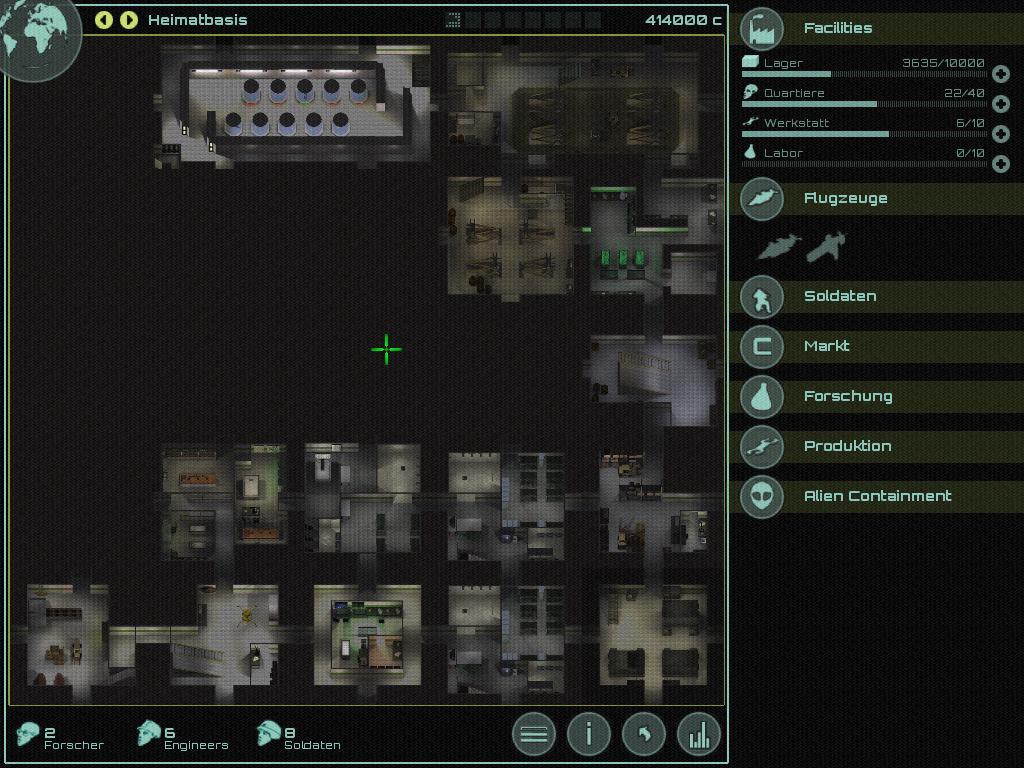 Heimatbasis
414000 c
Facilities
Lager 3635/10000
Quartiere 22/40
Werkstatt 6/10
Labor 0/10
Flugzeuge
Soldaten
Markt
Forschung
Produktion
Alien Containment
2
Forscher
6
Engineers
8
Soldaten